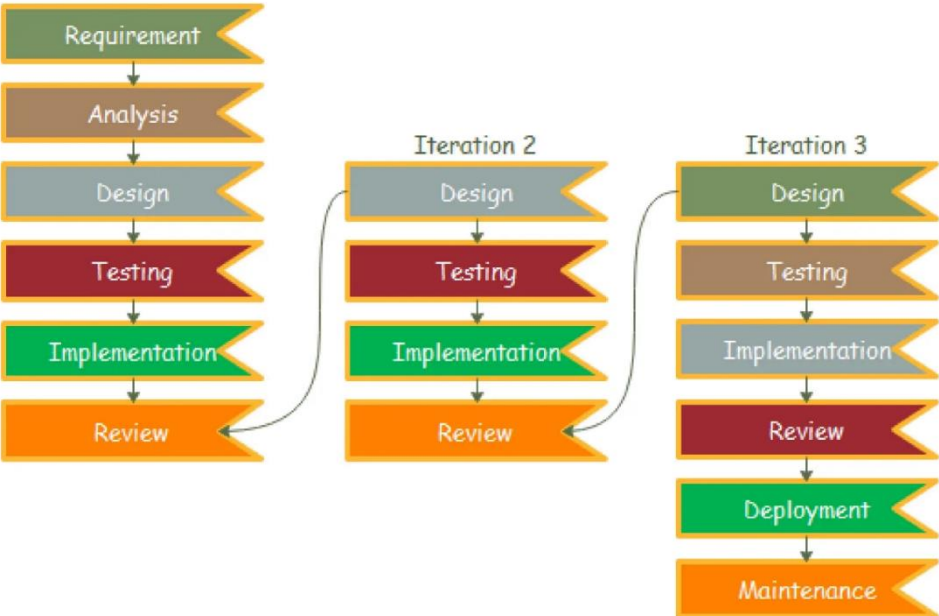 Requirement
Analysis
Design
Testing
Implementation
Review
Iteration 2
Design
Testing
Implementation
Review
Iteration 3
Design
Testing
Implementation
Review
Deployment
Maintenance